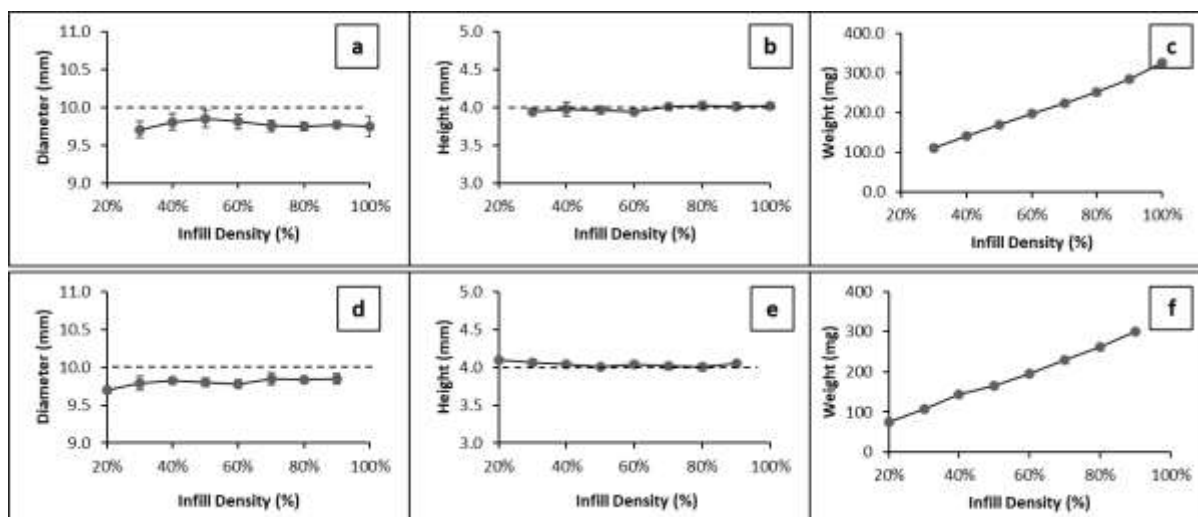 a
Diameter (mm)
11.0
10.5
10.0
9.5
9.0
20% 40% 60% 80% 100%
Infill Density (%)
b
Height (mm)
5.0
4.5
4.0
3.5
3.0
20% 40% 60% 80% 100%
Infill Density (%)
c
Weight (mg)
400.0
300.0
200.0
100.0
0.0
20% 40% 60% 80% 100%
Infill Density (%)
d
Diameter (mm)
11.0
10.5
10.0
9.5
9.0
20% 40% 60% 80% 100%
Infill Density (%)
e
Height (mm)
5.0
4.5
4.0
3.5
3.0
20% 40% 60% 80% 100%
Infill Density (%)
f
Weight (mg)
400
300
200
100
0
20% 40% 60% 80% 100%
Infill Density (%)